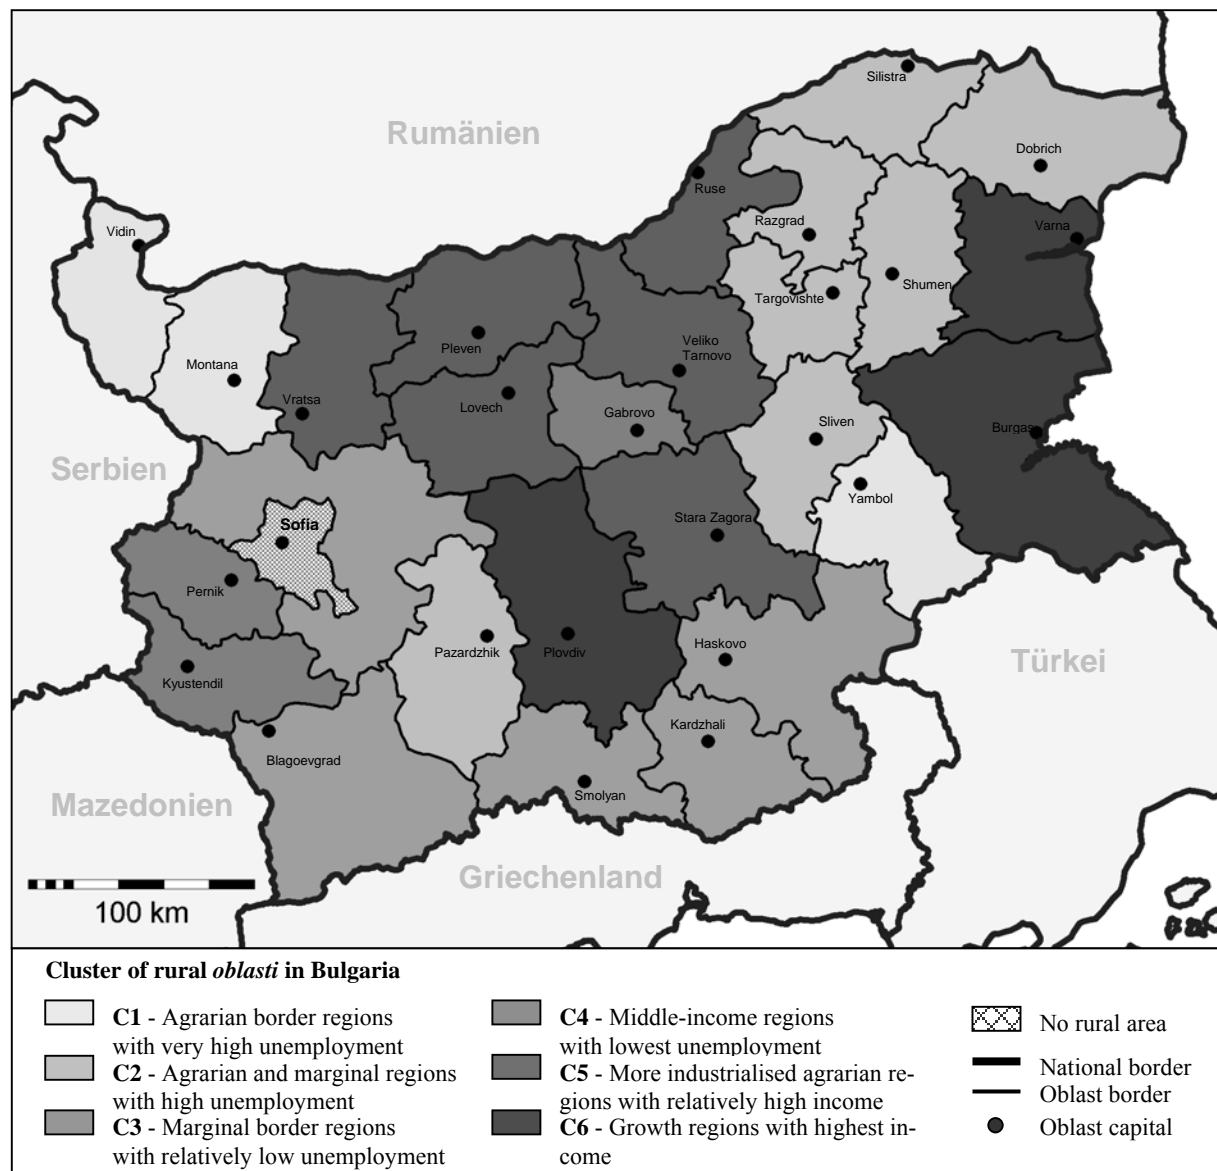 Silistra
Rumänien
Dobrich
Ruse
Razgrad
Varna
Vidin
Shumen
Targovishte
Pleven
Veliko
Tarnovo
Montana
Vratsa
Lovech
Gabrovo
Sliven
Burgas
Serbien
Yambol
Sofia
Stara Zagora
Pernik
Pazardzhik
Plovdiv
Haskovo
Türkei
Kyustendil
Kardzhali
Blagoevgrad
Smolyan
Mazedonien
Griechenland
100 km
Cluster of rural oblasti in Bulgaria
C1 - Agrarian border regions
with very high unemployment
C2 - Agrarian and marginal regions
with high unemployment
C3 - Marginal border regions
with relatively low unemployment
C4 - Middle-income regions
with lowest unemployment
C5 - More industrialised agrarian re-
gions with relatively high income
C6 - Growth regions with highest in-
come
No rural area
National border
Oblast border
Oblast capital